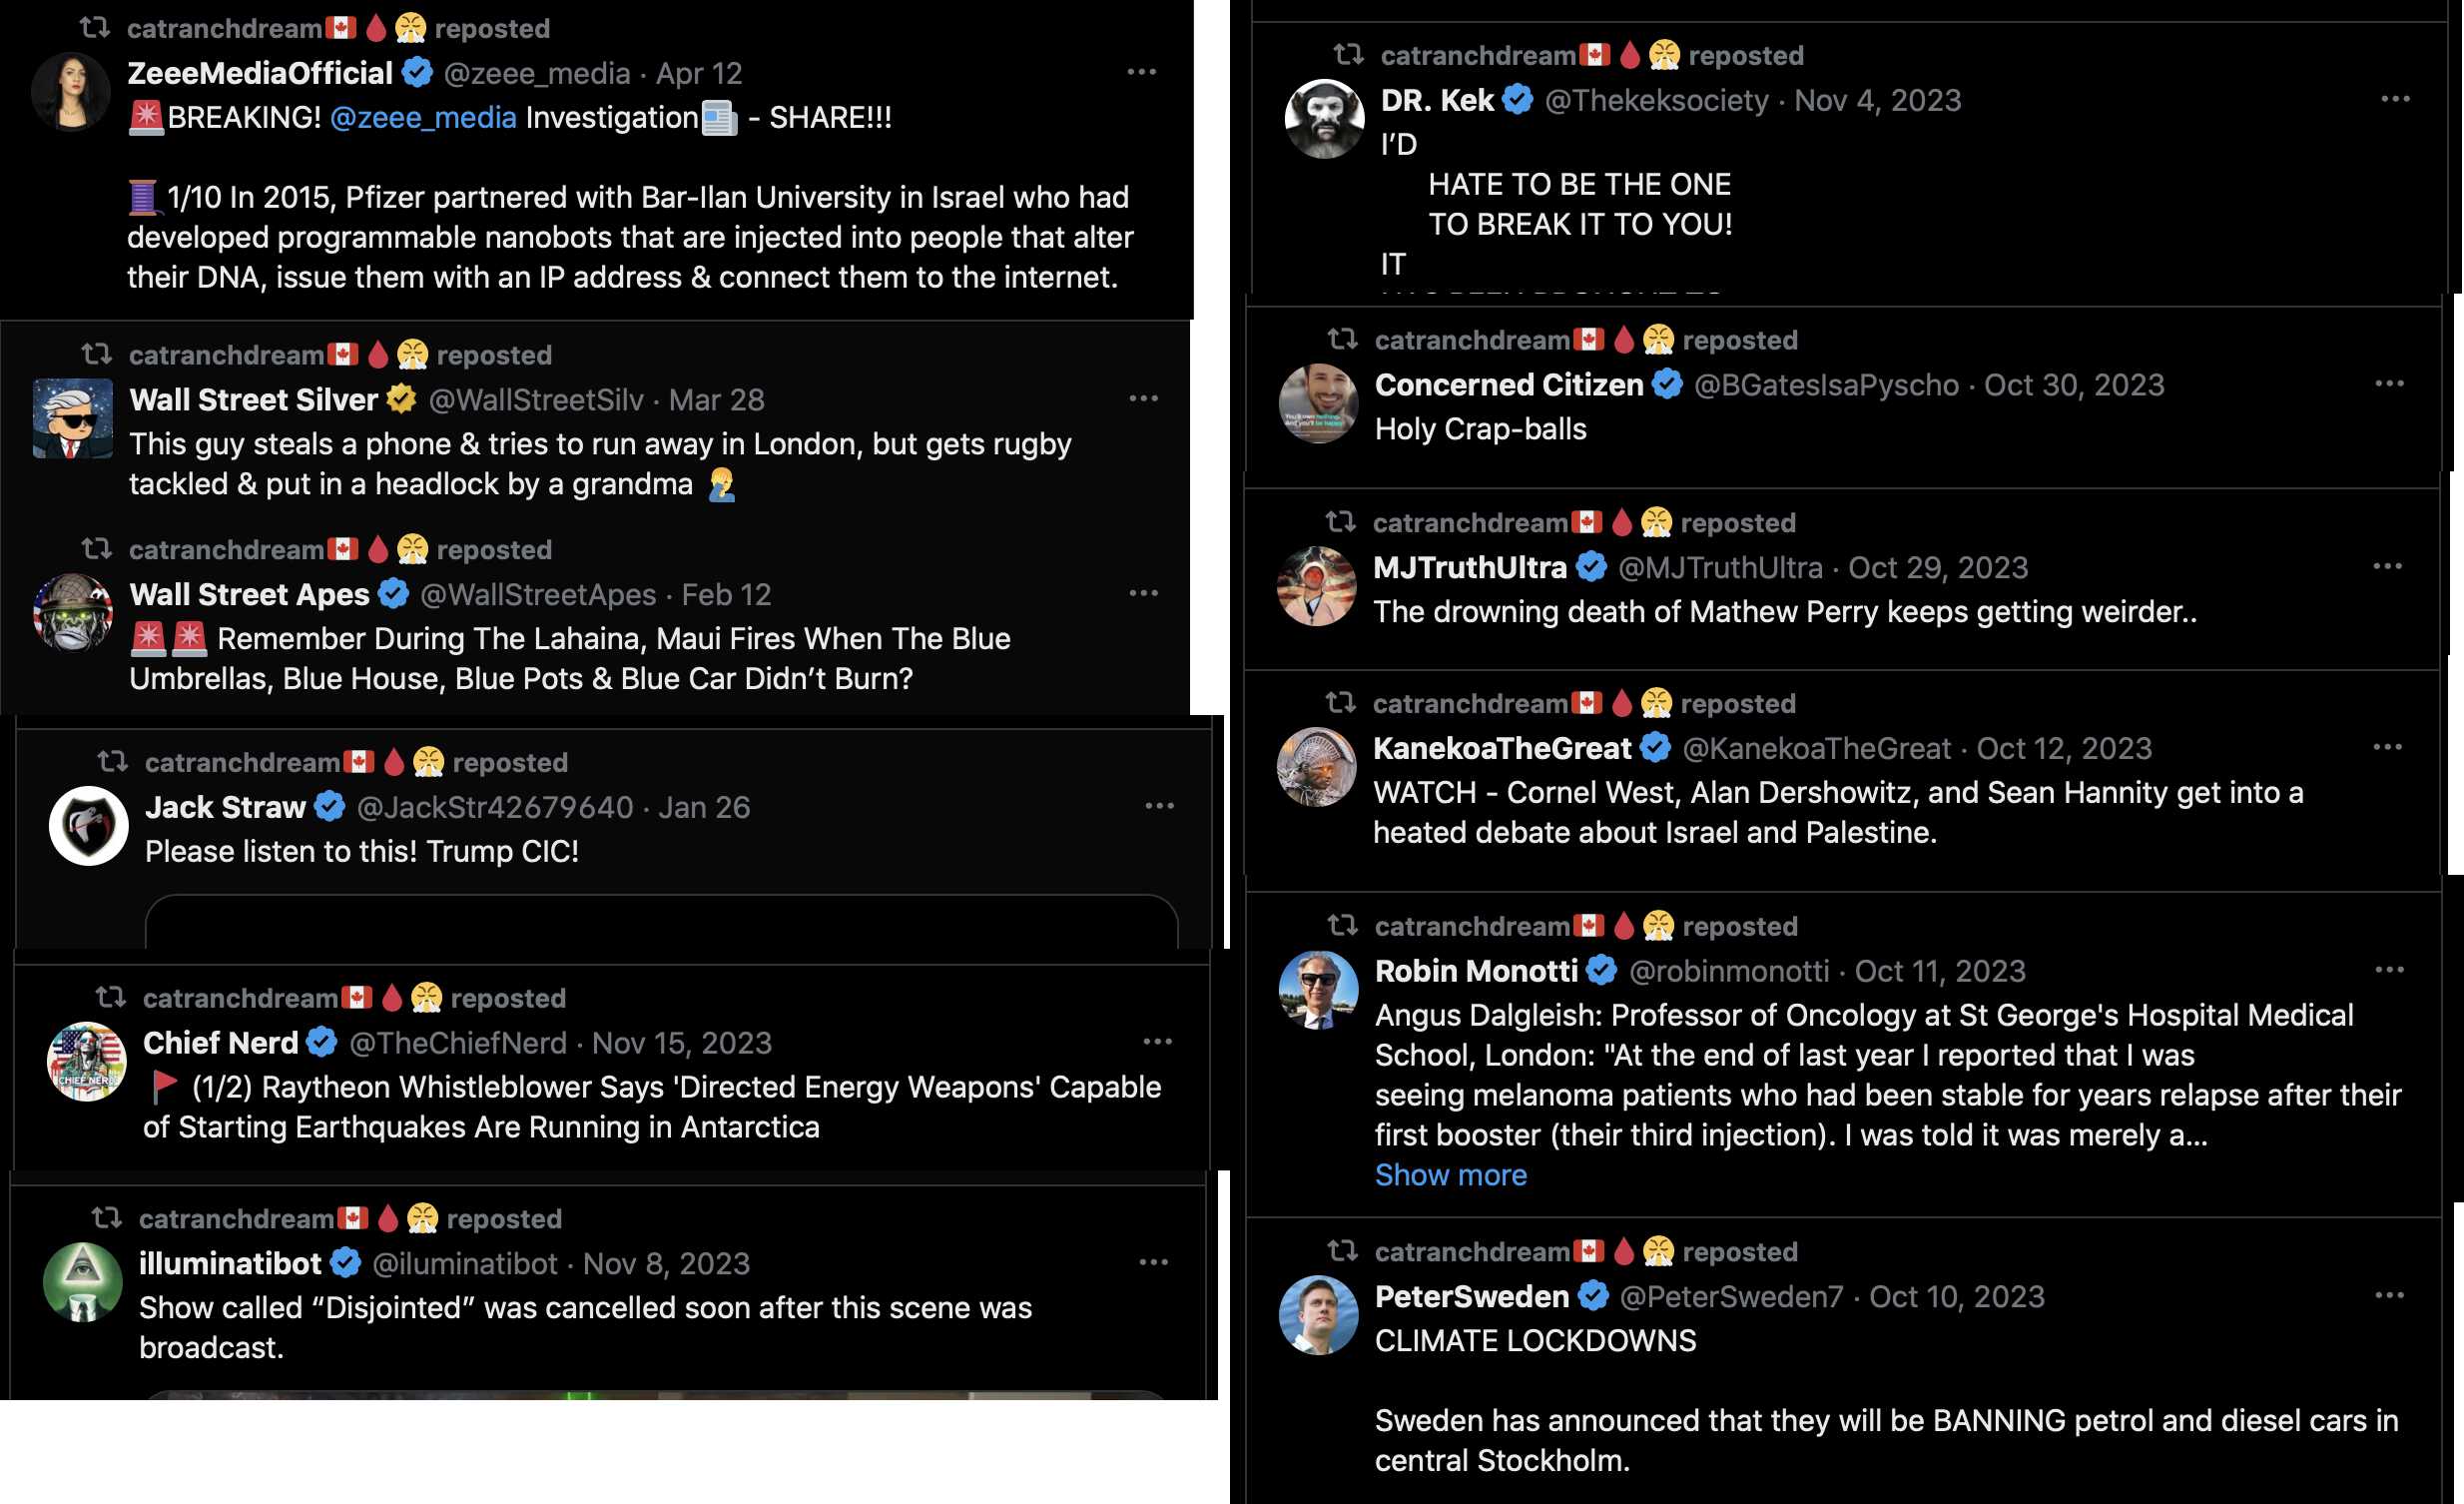 catranchdream🇨🇦🩸😤 reposted
ZeeeMediaOfficial @zeee_media · Apr 12
🚨BREAKING! @zeee_media Investigation📰 - SHARE!!!
🧵1/10 In 2015, Pfizer partnered with Bar-Ilan University in Israel who had
developed programmable nanobots that are injected into people that alter
their DNA, issue them with an IP address & connect them to the internet.
catranchdream🇨🇦🩸😤 reposted
Wall Street Silver @WallStreetSilv · Mar 28
This guy steals a phone & tries to run away in London, but gets rugby
tackled & put in a headlock by a grandma 🤦‍♂️
catranchdream🇨🇦🩸😤 reposted
Wall Street Apes @WallStreetApes · Feb 12
🚨🚨 Remember During The Lahaina, Maui Fires When The Blue
Umbrellas, Blue House, Blue Pots & Blue Car Didn’t Burn?
catranchdream🇨🇦🩸😤 reposted
Jack Straw @JackStr42679640 · Jan 26
Please listen to this! Trump CIC!
catranchdream🇨🇦🩸😤 reposted
Chief Nerd @TheChiefNerd · Nov 15, 2023
🚩 (1/2) Raytheon Whistleblower Says 'Directed Energy Weapons' Capable
of Starting Earthquakes Are Running in Antarctica
catranchdream🇨🇦🩸😤 reposted
illuminatibot @iluminatibot · Nov 8, 2023
Show called “Disjointed” was cancelled soon after this scene was
broadcast.
catranchdream🇨🇦🩸😤 reposted
DR. Kek @Thekeksociety · Nov 4, 2023
I’D
HATE TO BE THE ONE
TO BREAK IT TO YOU!
IT
catranchdream🇨🇦🩸😤 reposted
Concerned Citizen @BGatesIsaPyscho · Oct 30, 2023
Holy Crap-balls
catranchdream🇨🇦🩸😤 reposted
MJTruthUltra @MJTruthUltra · Oct 29, 2023
The drowning death of Mathew Perry keeps getting weirder..
catranchdream🇨🇦🩸😤 reposted
KanekoaTheGreat @KanekoaTheGreat · Oct 12, 2023
WATCH - Cornel West, Alan Dershowitz, and Sean Hannity get into a
heated debate about Israel and Palestine.
catranchdream🇨🇦🩸😤 reposted
Robin Monotti @robinmonotti · Oct 11, 2023
Angus Dalgleish: Professor of Oncology at St George's Hospital Medical
School, London: "At the end of last year I reported that I was
seeing melanoma patients who had been stable for years relapse after their
first booster (their third injection). I was told it was merely a...
Show more
catranchdream🇨🇦🩸😤 reposted
PeterSweden @PeterSweden7 · Oct 10, 2023
CLIMATE LOCKDOWNS
Sweden has announced that they will be BANNING petrol and diesel cars in
central Stockholm.